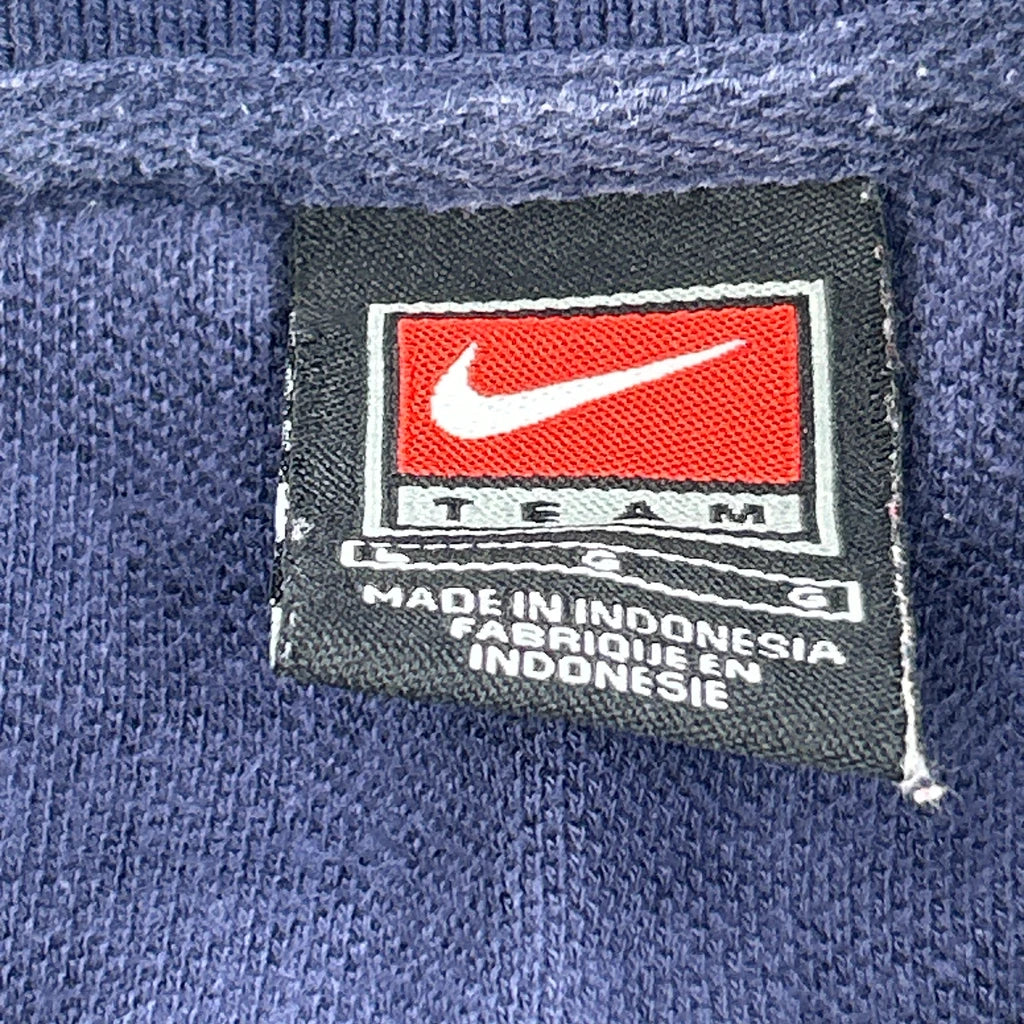 TEAM
L G G
MADE IN INDONESIA
FABRIQUE EN
INDONESIE